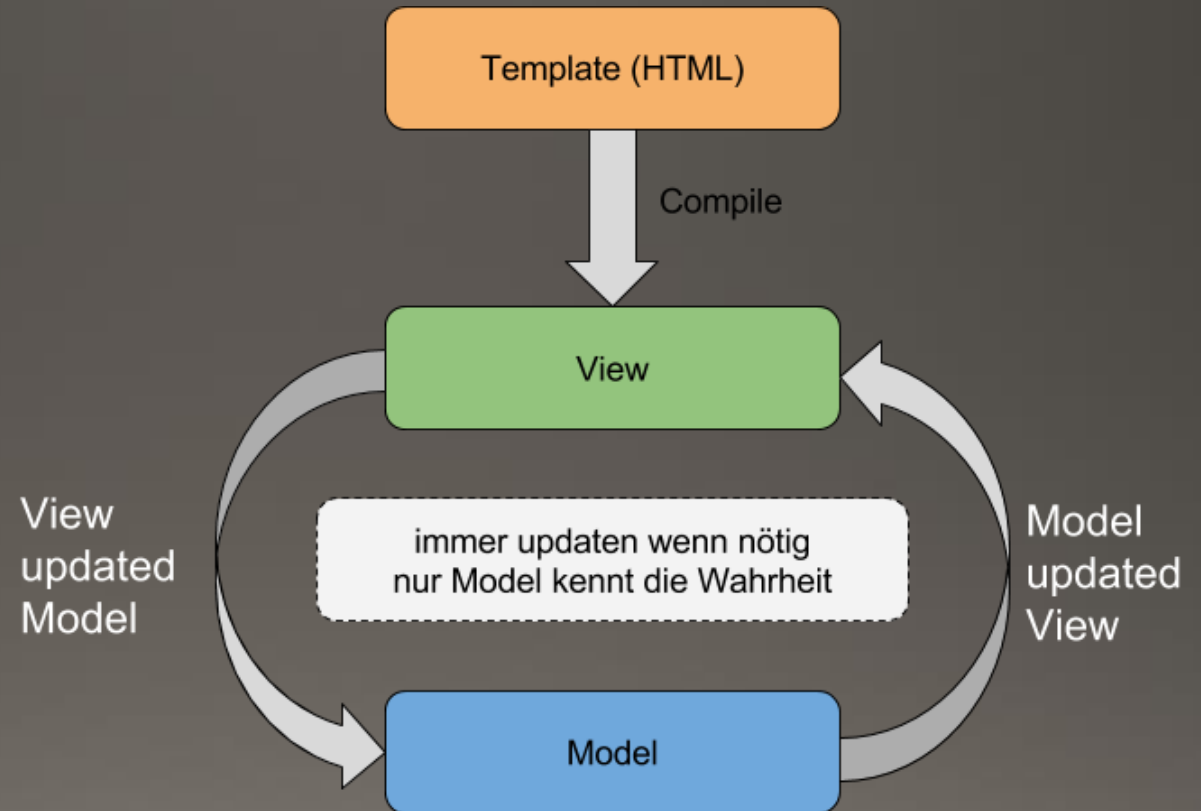 Template (HTML)
Compile
View
View
updated
Model
immer updaten wenn nötig
nur Model kennt die Wahrheit
Model
updated
View
Model